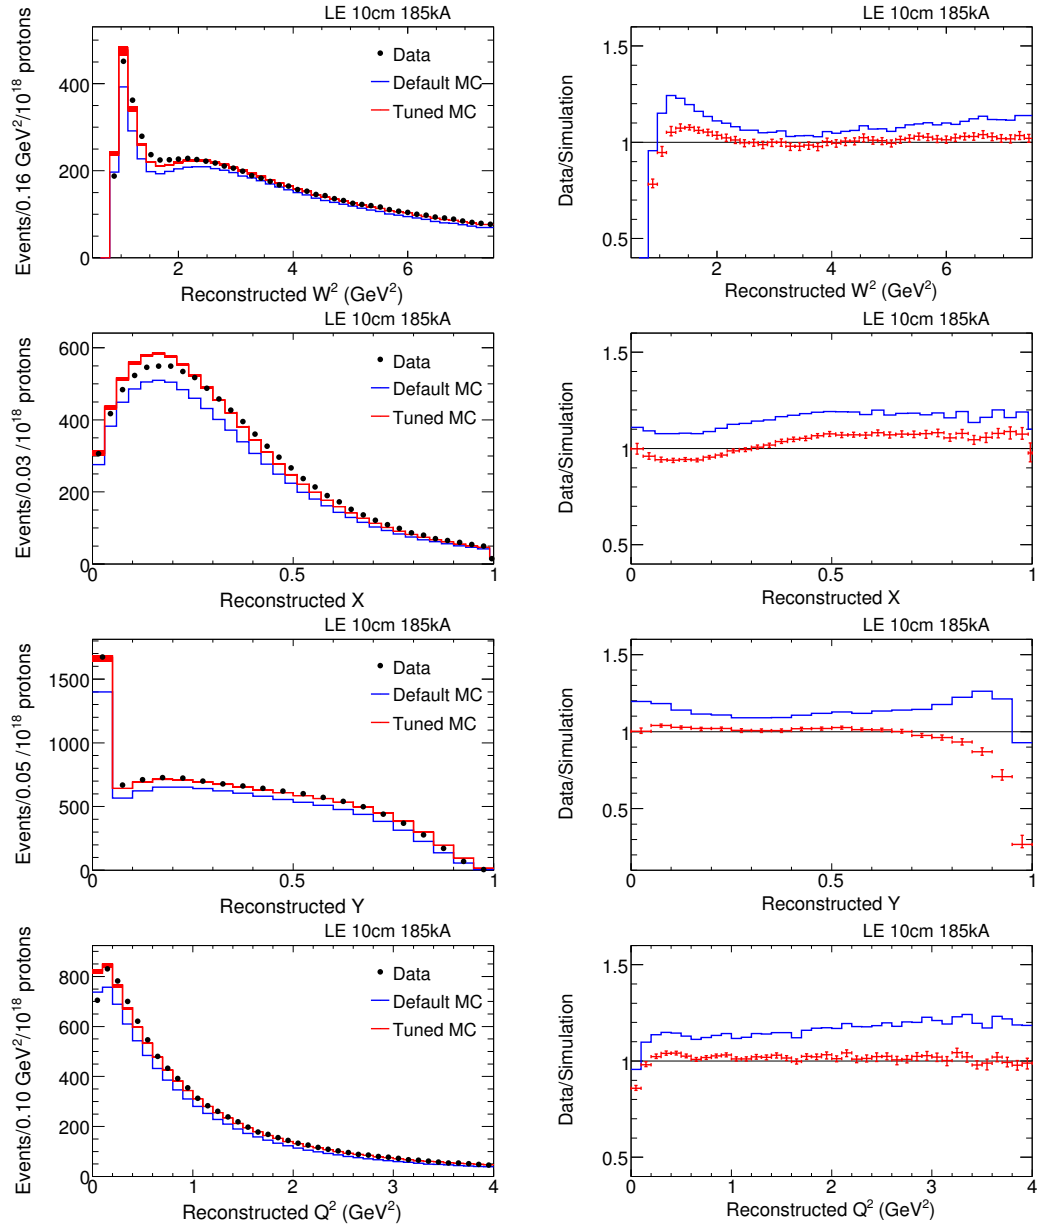 LE 10cm 185kA
Events/0.16 GeV²/10¹⁸ protons
400
200
0
Data
Default MC
Tuned MC
2 4 6
Reconstructed W² (GeV²)
LE 10cm 185kA
Data/Simulation
1.5
1
0.5
2 4 6
Reconstructed W² (GeV²)
LE 10cm 185kA
Events/0.03 /10¹⁸ protons
600
400
200
0
Data
Default MC
Tuned MC
0 0.5 1
Reconstructed X
LE 10cm 185kA
Data/Simulation
1.5
1
0.5
0 0.5 1
Reconstructed X
LE 10cm 185kA
Events/0.05 /10¹⁸ protons
1500
1000
500
0
Data
Default MC
Tuned MC
0 0.5 1
Reconstructed Y
LE 10cm 185kA
Data/Simulation
1.5
1
0.5
0 0.5 1
Reconstructed Y
LE 10cm 185kA
Events/0.10 GeV²/10¹⁸ protons
800
600
400
200
0
Data
Default MC
Tuned MC
0 1 2 3 4
Reconstructed Q² (GeV²)
LE 10cm 185kA
Data/Simulation
1.5
1
0.5
0 1 2 3 4
Reconstructed Q² (GeV²)